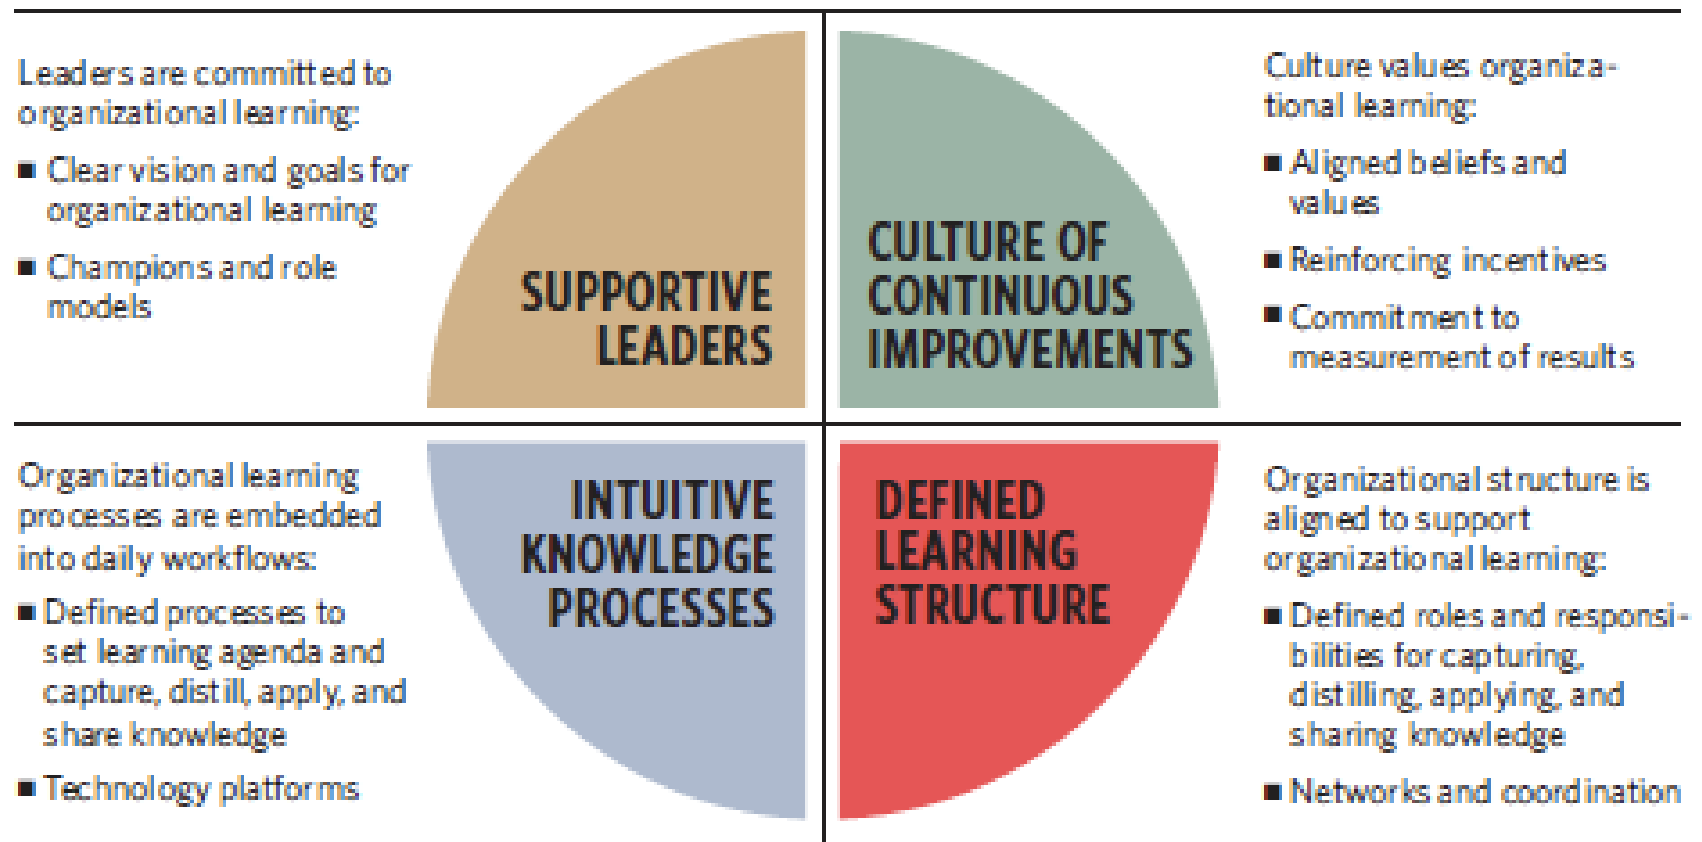 Leaders are committed to
organizational learning:
■ Clear vision and goals for
organizational learning
■ Champions and role
models
SUPPORTIVE
LEADERS
CULTURE OF
CONTINUOUS
IMPROVEMENTS
Culture values organiza-
tional learning:
■ Aligned beliefs and
values
■ Reinforcing incentives
■ Commitment to
measurement of results
Organizational learning
processes are embedded
into daily workflows:
■ Defined processes to
set learning agenda and
capture, distill, apply, and
share knowledge
■ Technology platforms
INTUITIVE
KNOWLEDGE
PROCESSES
DEFINED
LEARNING
STRUCTURE
Organizational structure is
aligned to support
organizational learning:
■ Defined roles and responsi-
bilities for capturing,
distilling, applying, and
sharing knowledge
■ Networks and coordination